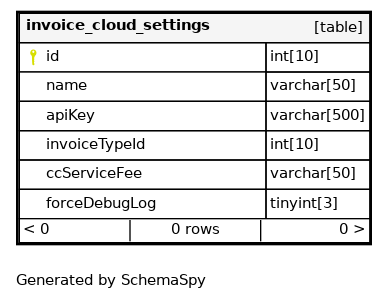 invoice_cloud_settings [table]
id int[10]
name varchar[50]
apiKey varchar[500]
invoiceTypeId int[10]
ccServiceFee varchar[50]
forceDebugLog tinyint[3]
< 0 0 rows 0 >
Generated by SchemaSpy